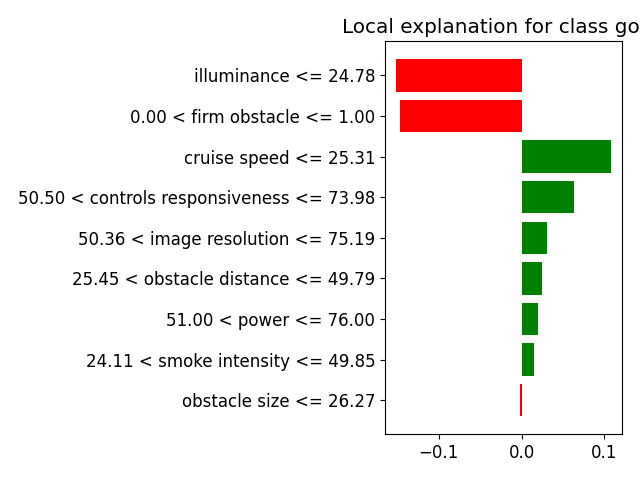 Local explanation for class go
illuminance <= 24.78
0.00 < firm obstacle <= 1.00
cruise speed <= 25.31
50.50 < controls responsiveness <= 73.98
50.36 < image resolution <= 75.19
25.45 < obstacle distance <= 49.79
51.00 < power <= 76.00
24.11 < smoke intensity <= 49.85
obstacle size <= 26.27
−0.1 0.0 0.1